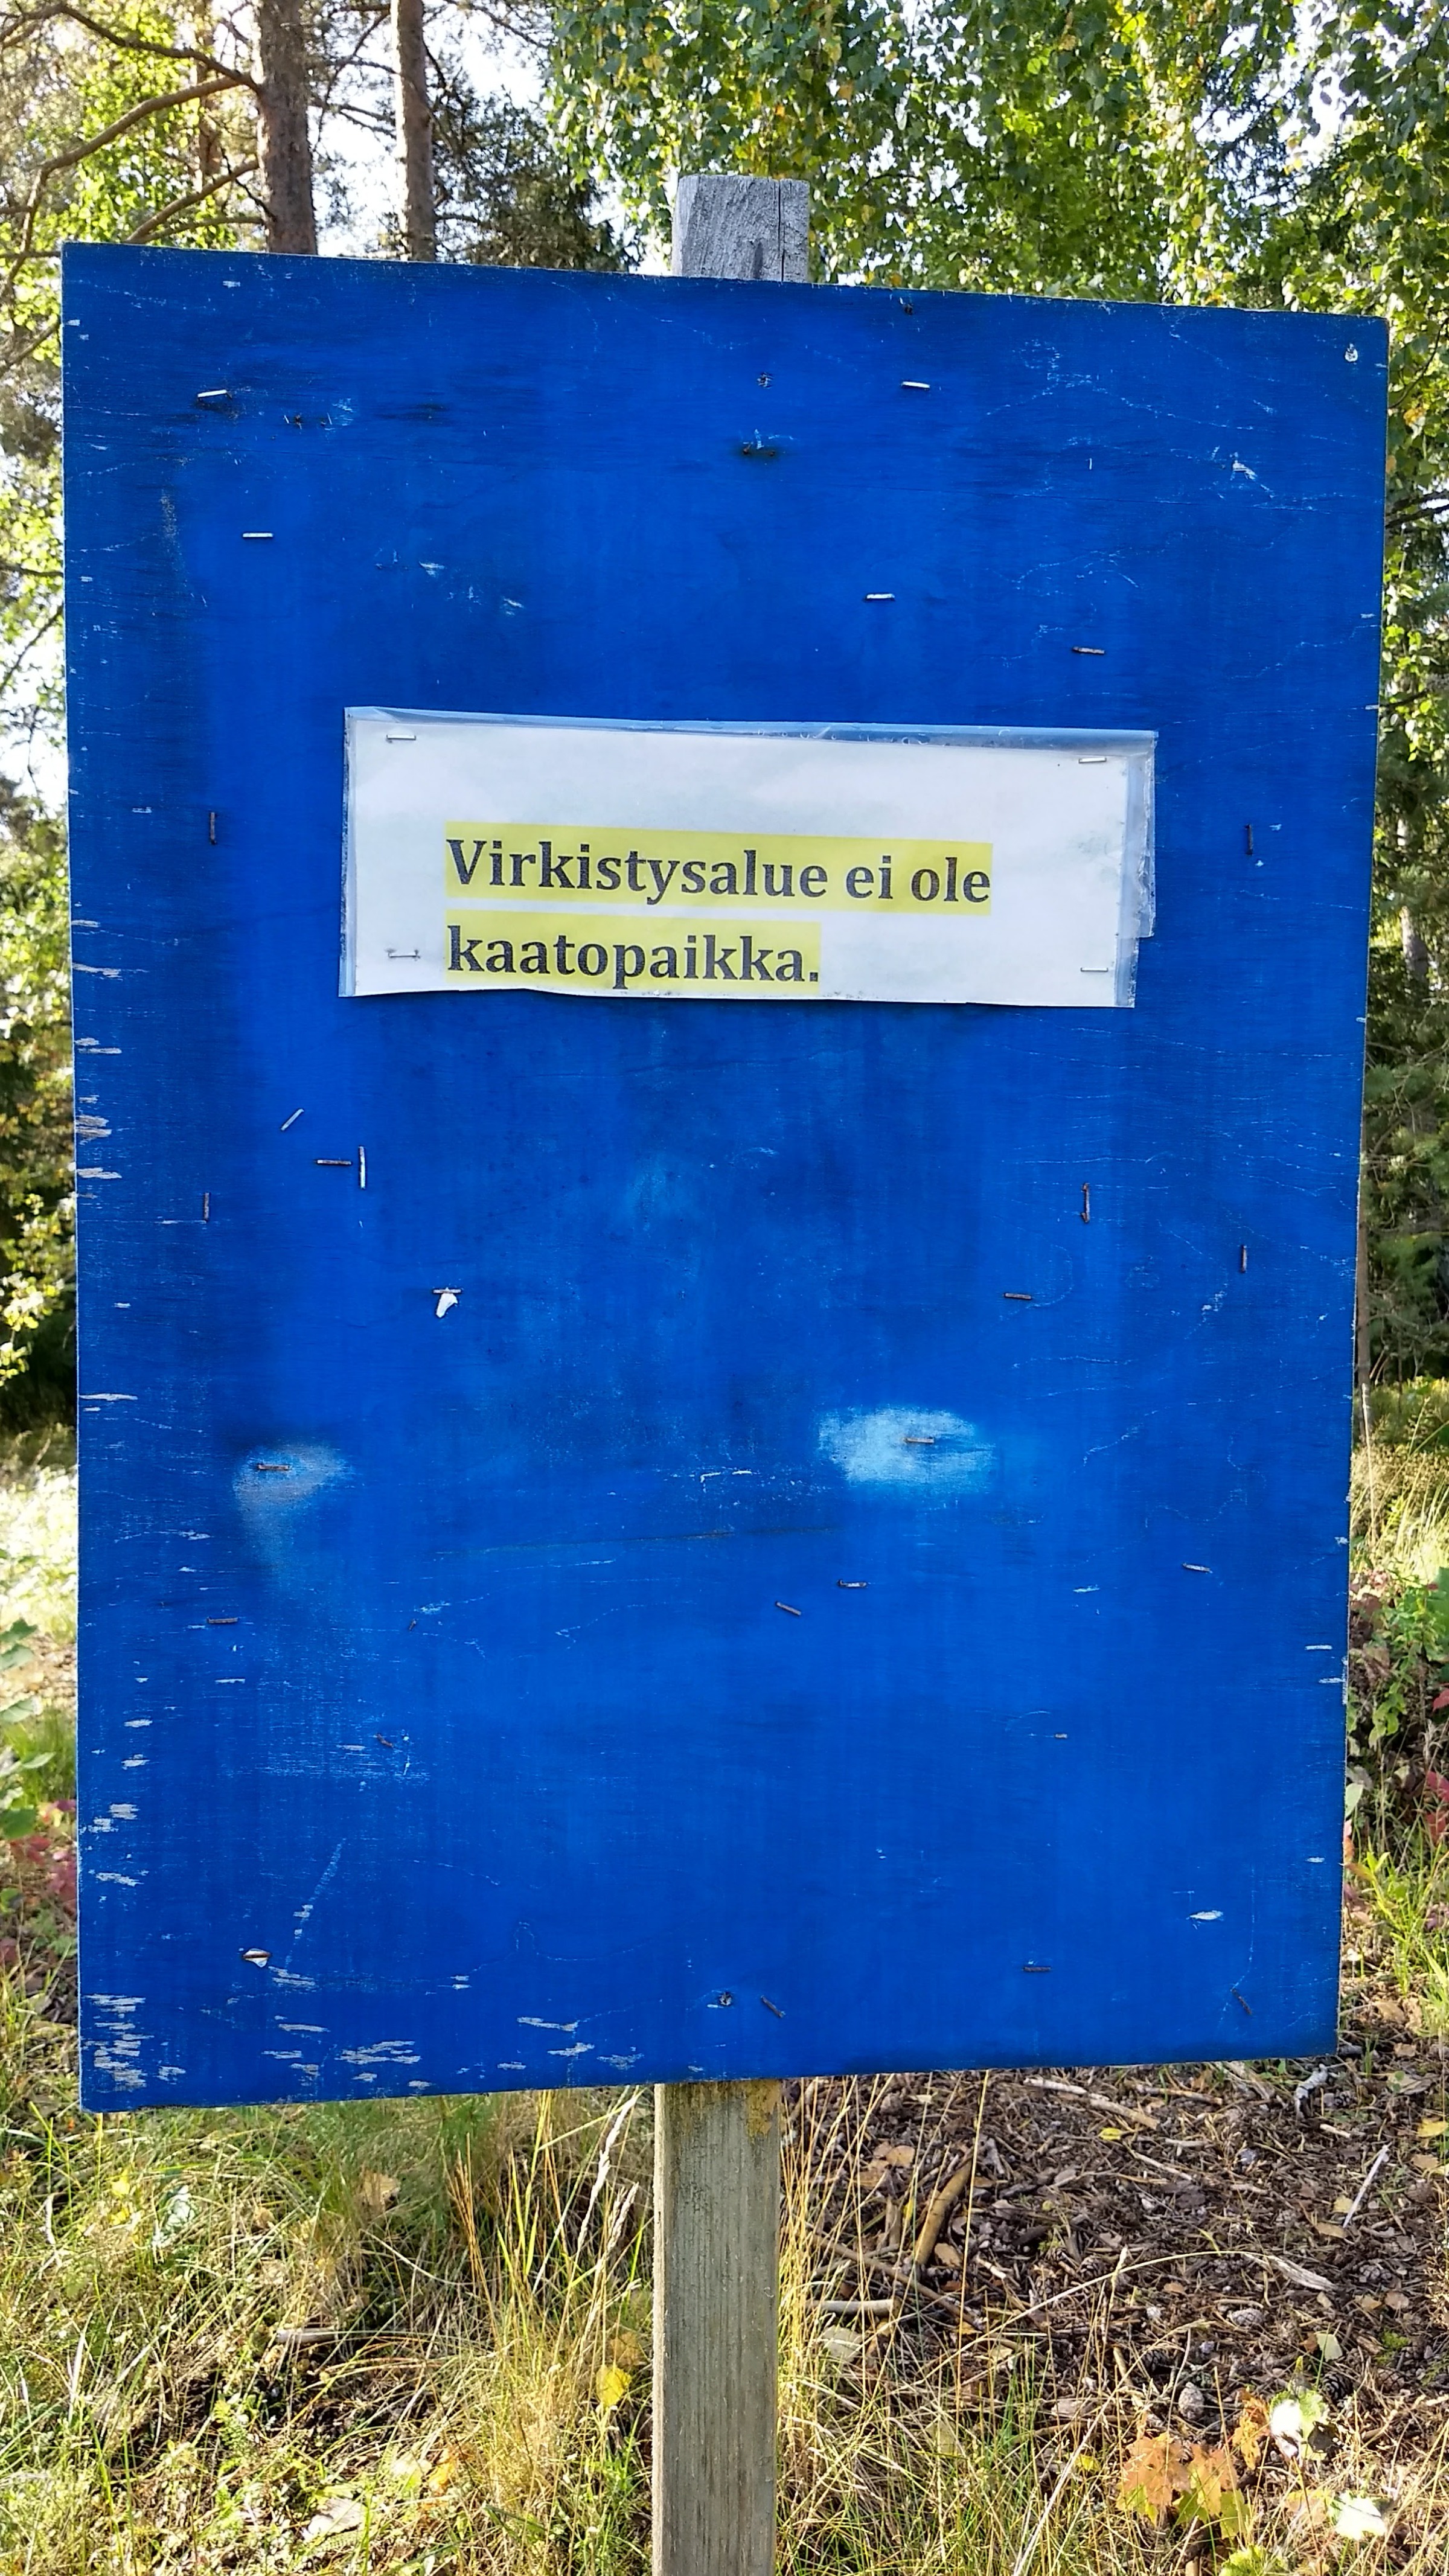 Virkistysalue ei ole
kaatopaikka.